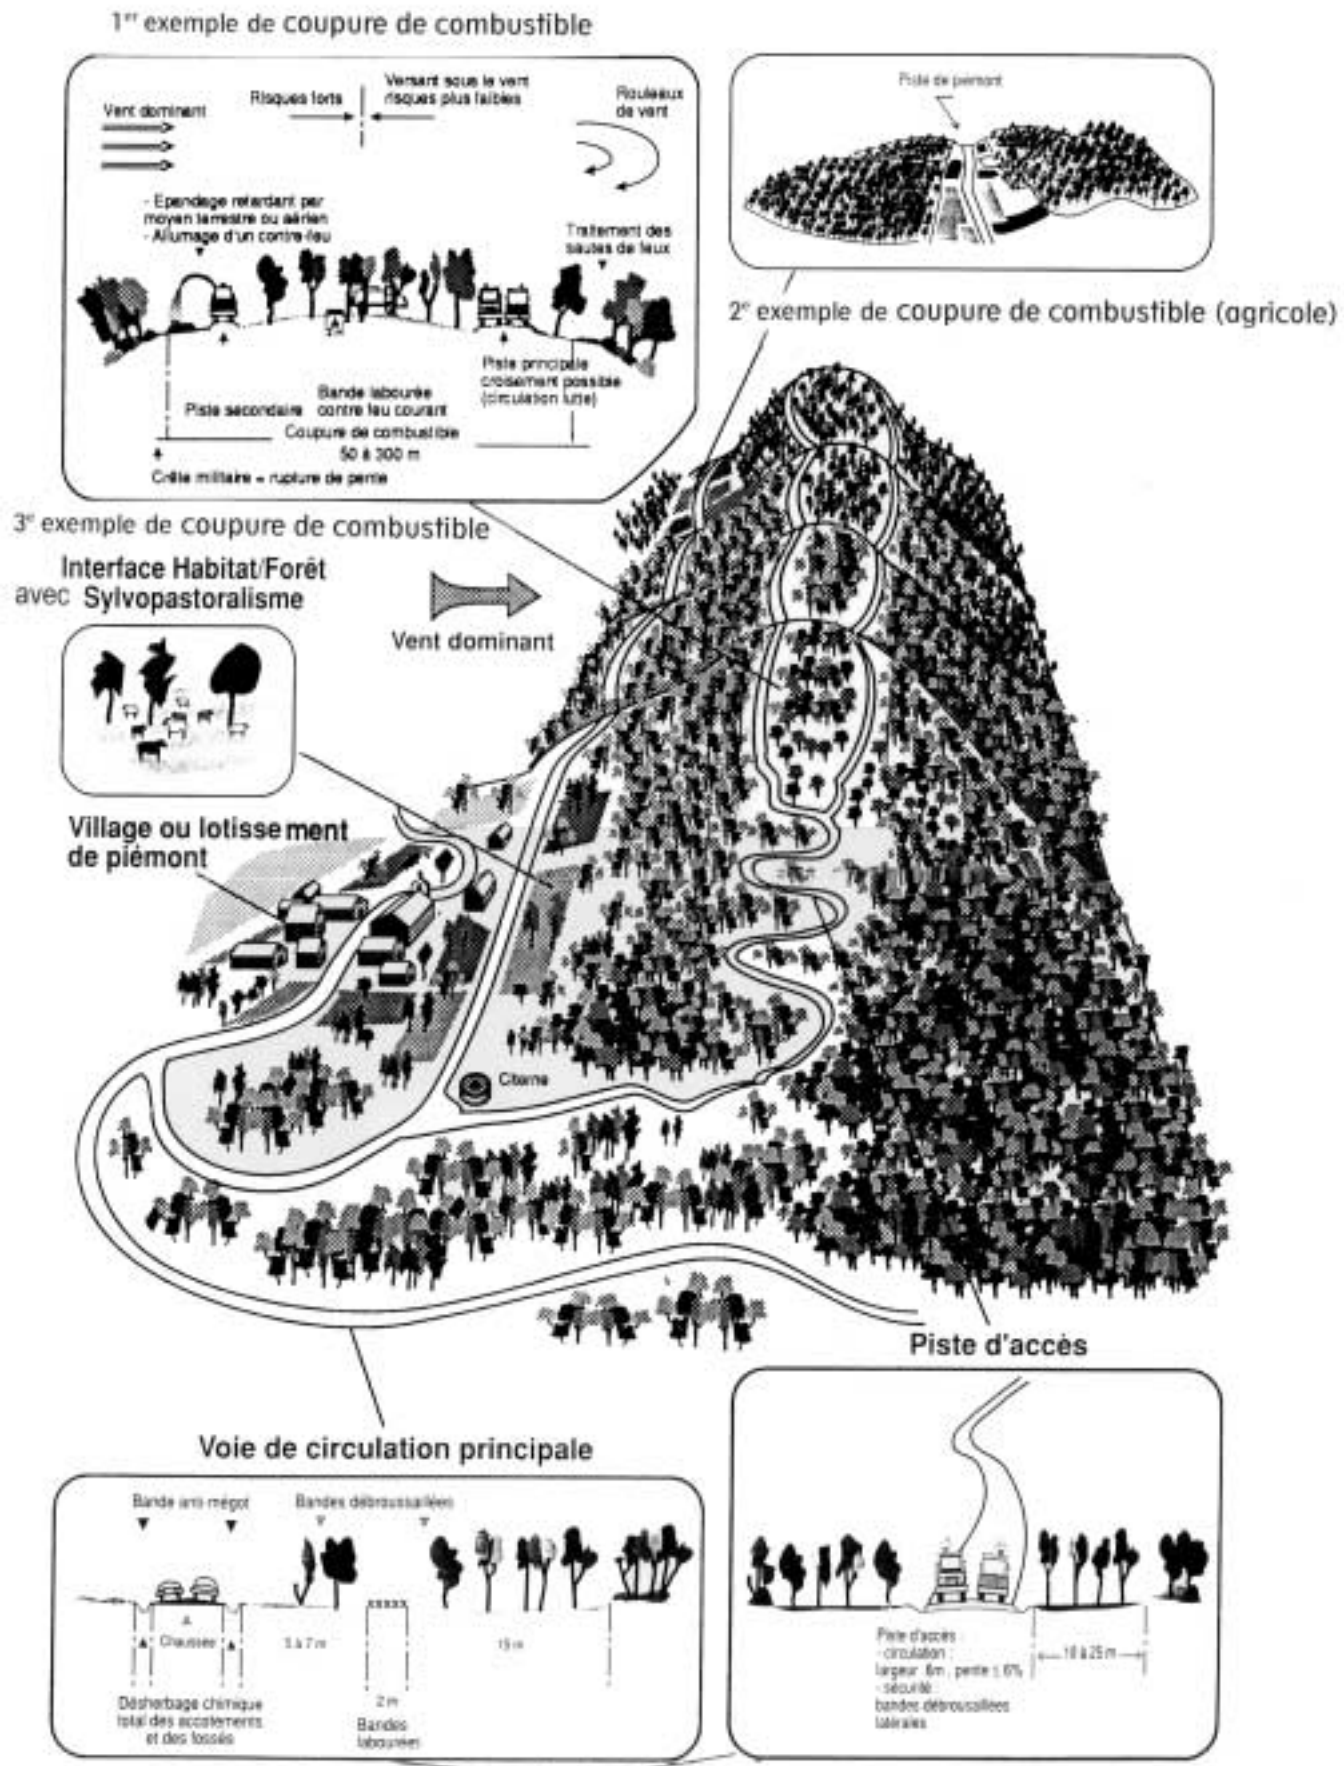 1er exemple de coupure de combustible
Vent dominant
Risques forts
Versant sous le vent
risques plus faibles
Rouleaux
de vent
- Epandage retardant par
moyen terrestre ou aérien
- Allumage d'un contre-feu
Traitement des
sautes de feux
Piste secondaire
Bande labourée
contre feu courant
Piste principale
croisement possible
(circulation lutte)
Coupure de combustible
50 à 300 m
Crête militaire = rupture de pente
Piste de piémont
2e exemple de coupure de combustible (agricole)
3e exemple de coupure de combustible
Interface Habitat/Forêt
avec Sylvopastoralisme
Vent dominant
Village ou lotissement
de piémont
Citerne
Piste d'accès
Voie de circulation principale
Bande anti mégot
Bandes débroussaillées
Chaussée
5 à 7 m
15 m
2 m
Désherbage chimique
total des accotements
et des fossés
Bandes
labourées
Piste d'accès :
- circulation :
largeur 6m, pente ≤ 6%
- sécurité :
bandes débroussaillées
latérales
10 à 25 m